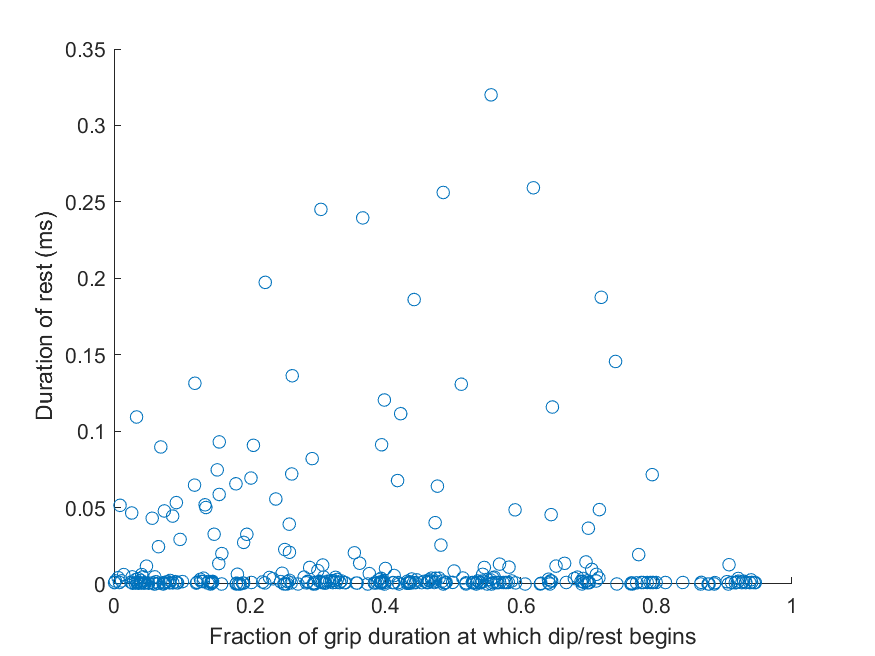 0.35
0.3
0.25
0.2
0.15
0.1
0.05
0
0 0.2 0.4 0.6 0.8 1
Duration of rest (ms)
Fraction of grip duration at which dip/rest begins